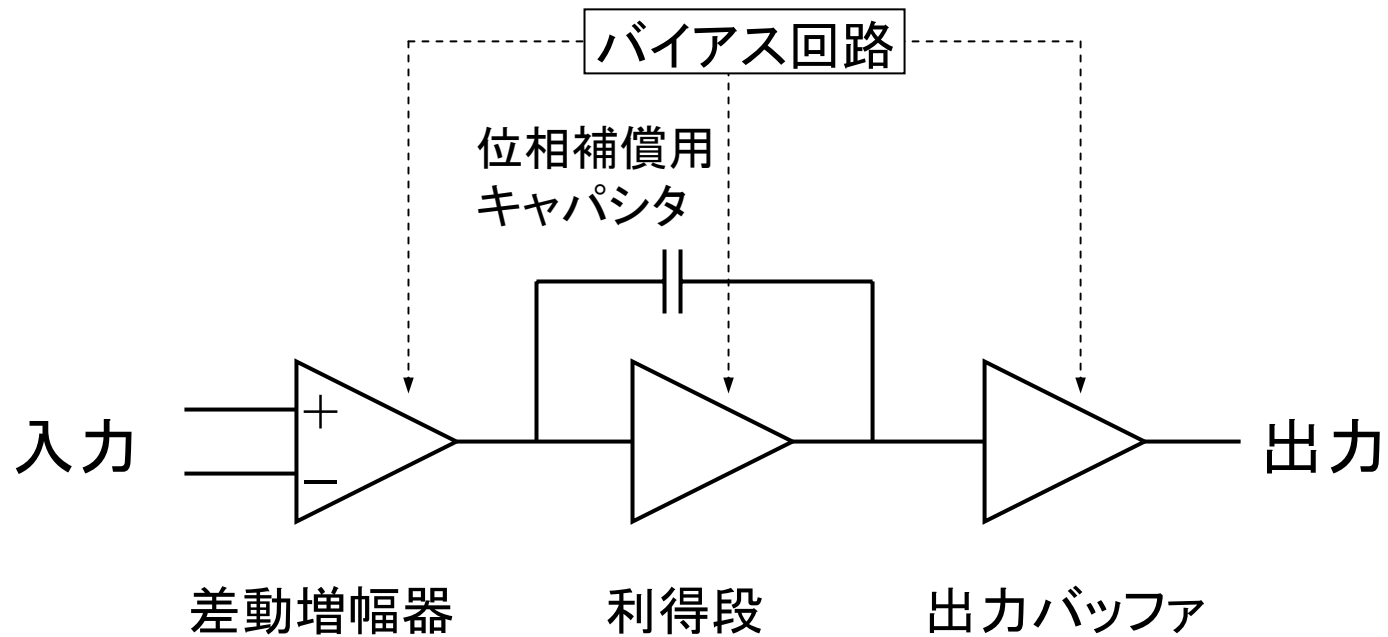 バイアス回路
位相補償用
キャパシタ
入力
+
−
出力
差動増幅器
利得段
出力バッファ